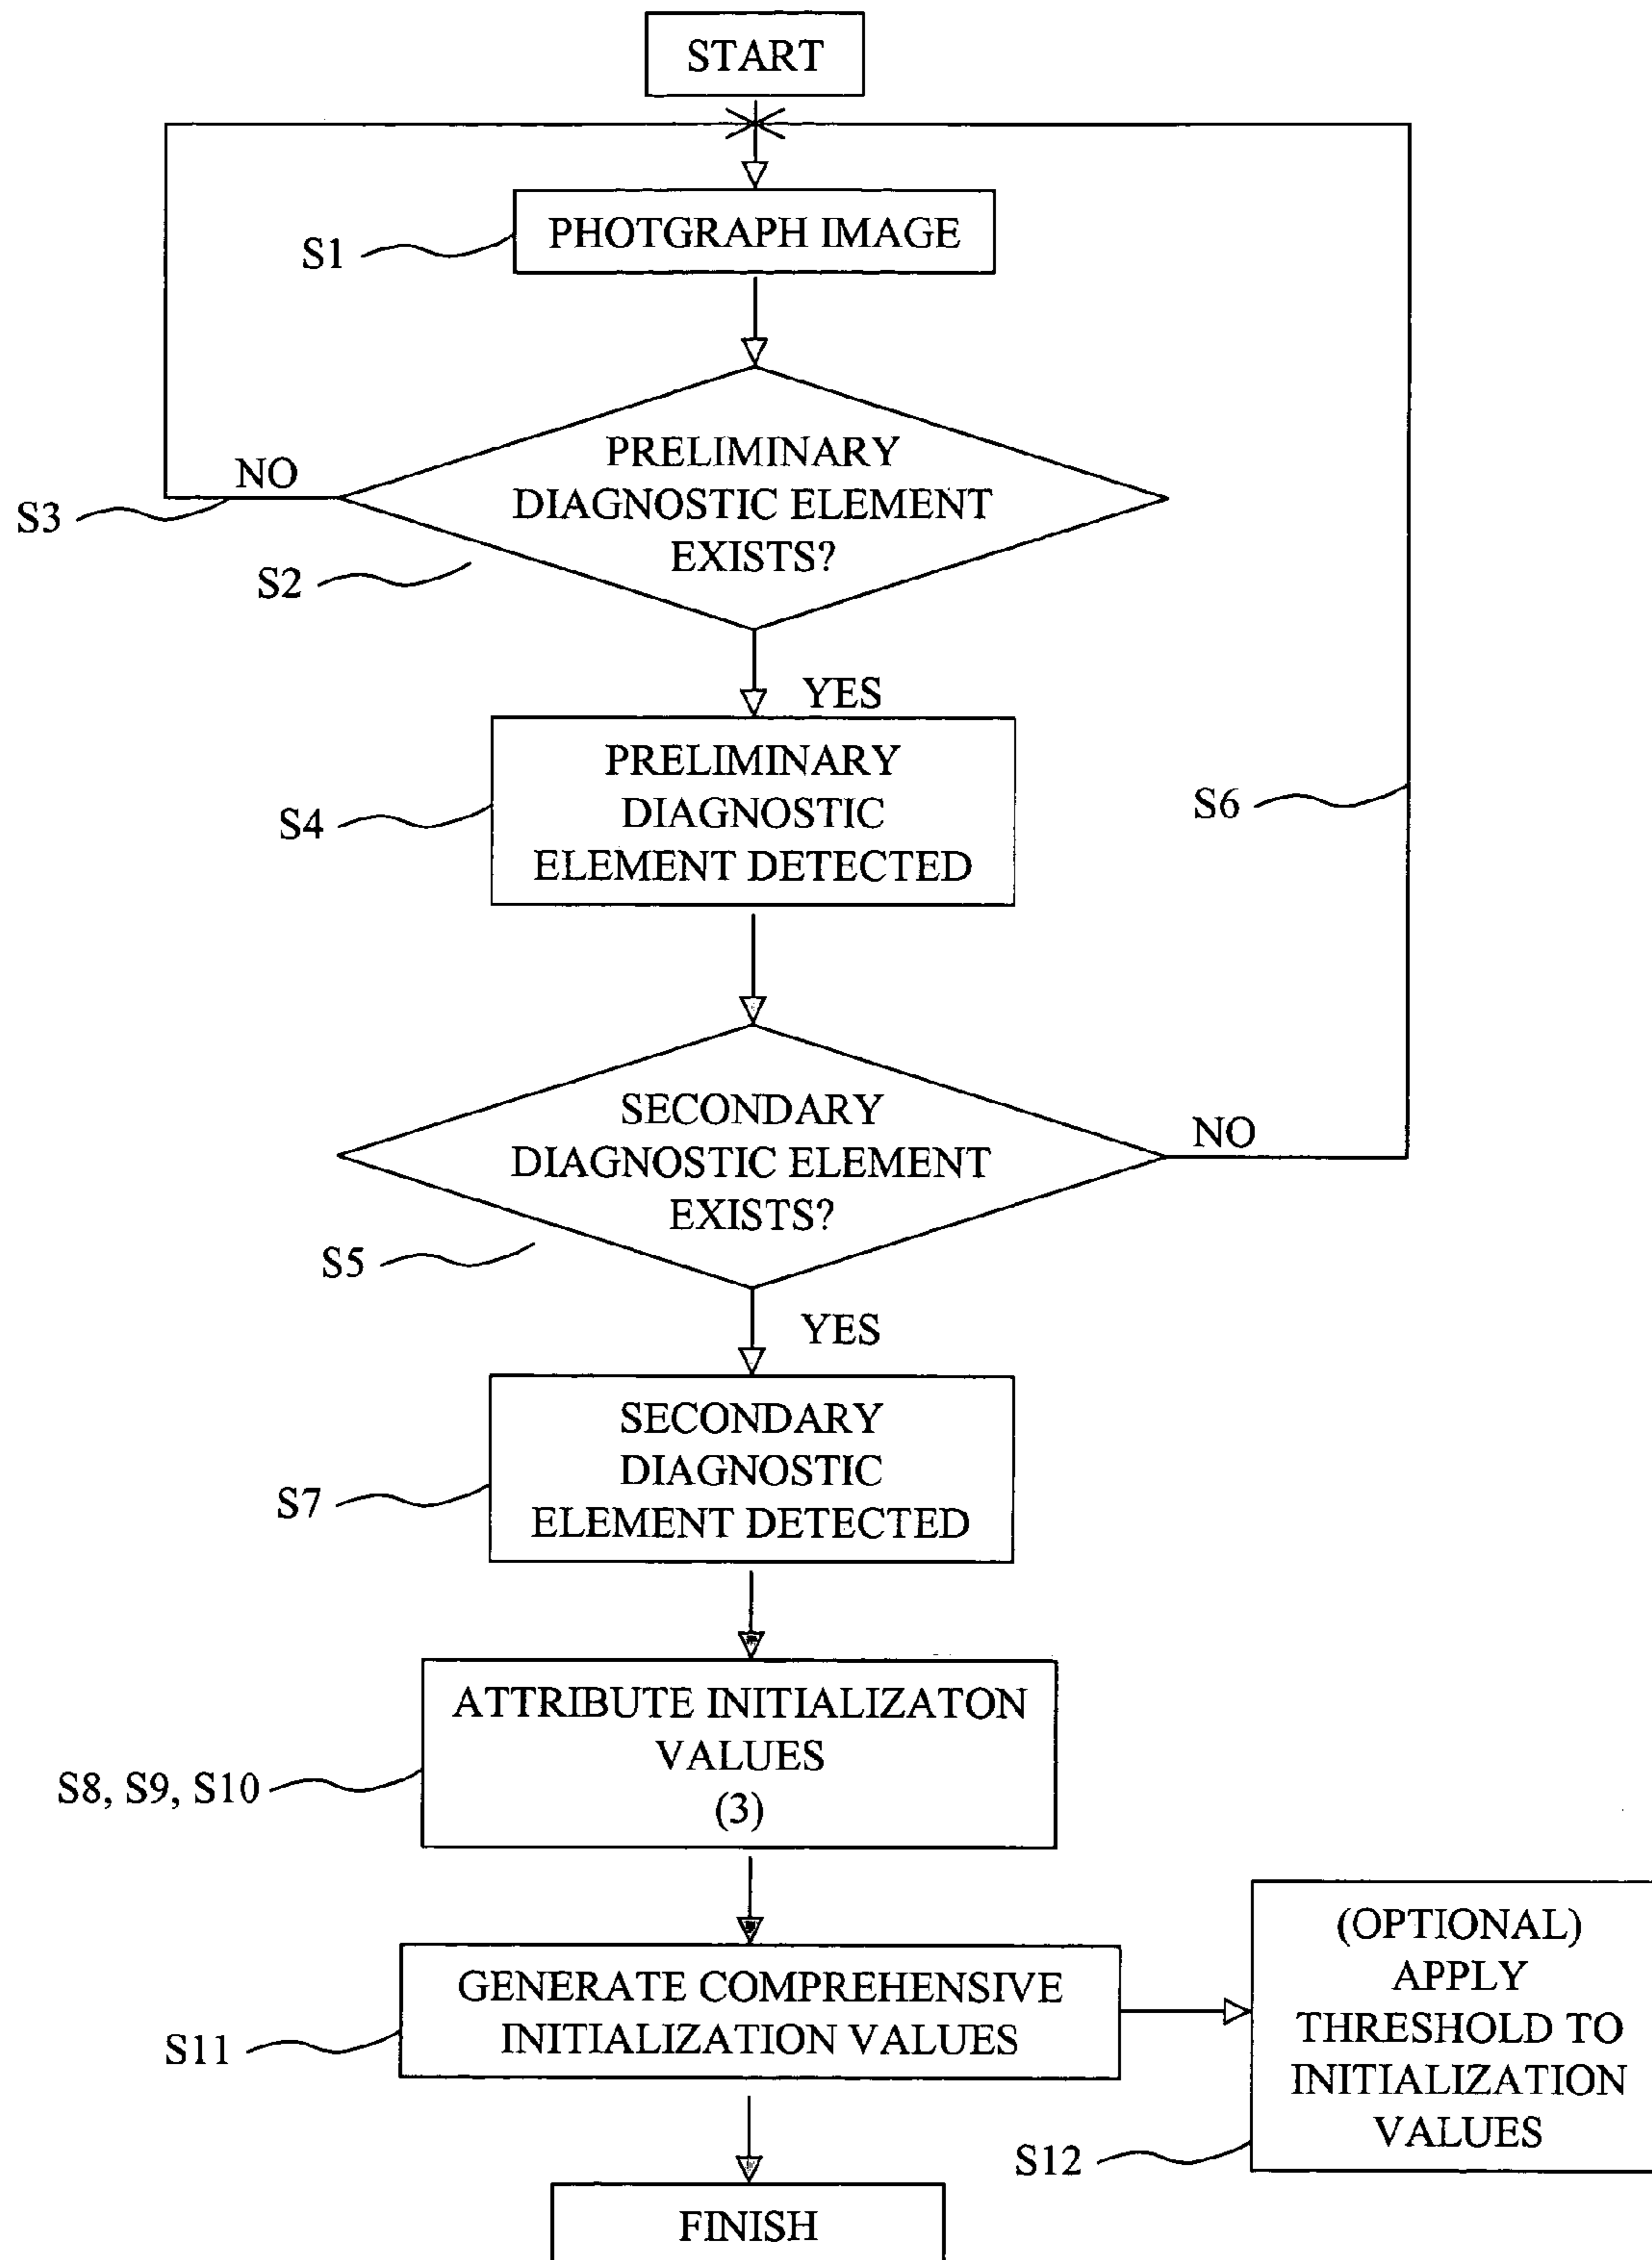 START
PHOTGRAPH IMAGE
S1
PRELIMINARY
DIAGNOSTIC ELEMENT
EXISTS?
NO
S3
S2
YES
PRELIMINARY
DIAGNOSTIC
ELEMENT DETECTED
S4
S6
SECONDARY
DIAGNOSTIC ELEMENT
EXISTS?
NO
S5
YES
SECONDARY
DIAGNOSTIC
ELEMENT DETECTED
S7
ATTRIBUTE INITIALIZATON
VALUES
(3)
S8, S9, S10
GENERATE COMPREHENSIVE
INITIALIZATION VALUES
S11
(OPTIONAL)
APPLY
THRESHOLD TO
INITIALIZATION
VALUES
S12
FINISH